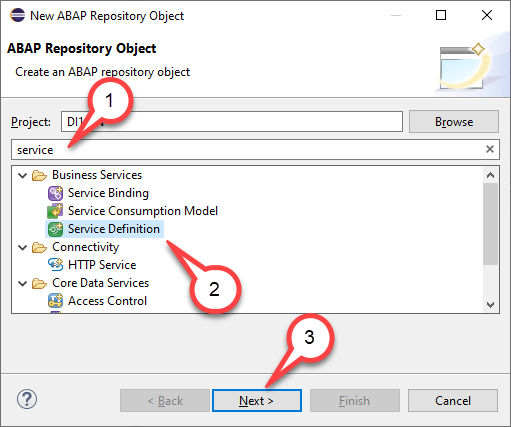 New ABAP Repository Object
ABAP Repository Object
Create an ABAP repository object
1
Project:
Browse
service
Business Services
Service Binding
Service Consumption Model
Service Definition
Connectivity
HTTP Service
2
Core Data Services
Access Control
3
?
< Back
Next >
Finish
Cancel